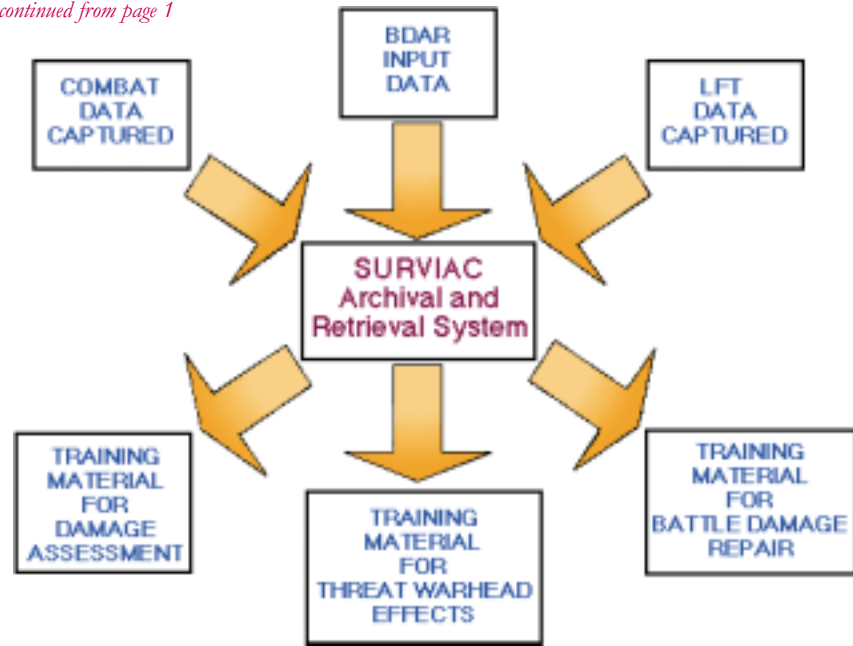 continued from page 1
COMBAT
DATA
CAPTURED
BDAR
INPUT
DATA
LFT
DATA
CAPTURED
SURVIAC
Archival and
Retrieval System
TRAINING
MATERIAL
FOR
DAMAGE
ASSESSMENT
TRAINING
MATERIAL
FOR
THREAT WARHEAD
EFFECTS
TRAINING
MATERIAL
FOR
BATTLE DAMAGE
REPAIR